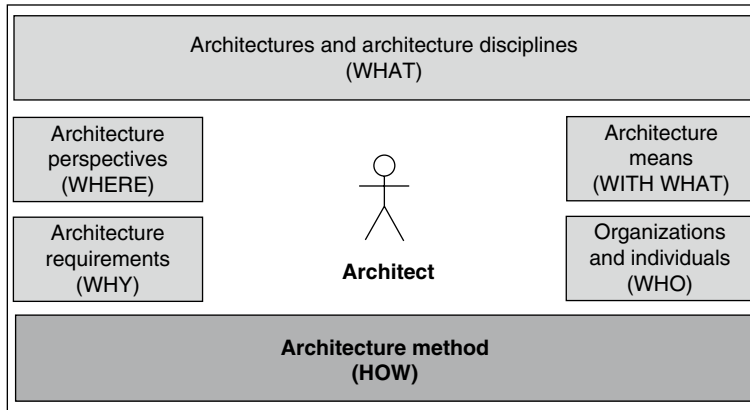 Architectures and architecture disciplines
(WHAT)
Architecture
perspectives
(WHERE)
Architecture
means
(WITH WHAT)
Architecture
requirements
(WHY)
Organizations
and individuals
(WHO)
Architect
Architecture method
(HOW)